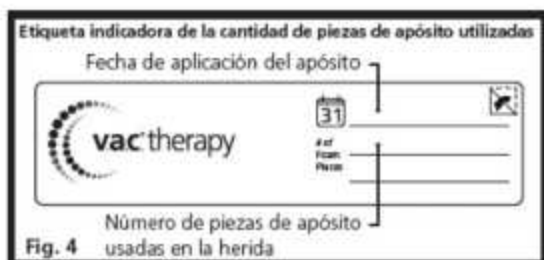 Etiqueta indicadora de la cantidad de piezas de apósito utilizadas
Fecha de aplicación del apósito
31
vac therapy
# of
Foam
Pieces
Número de piezas de apósito
usadas en la herida
Fig. 4